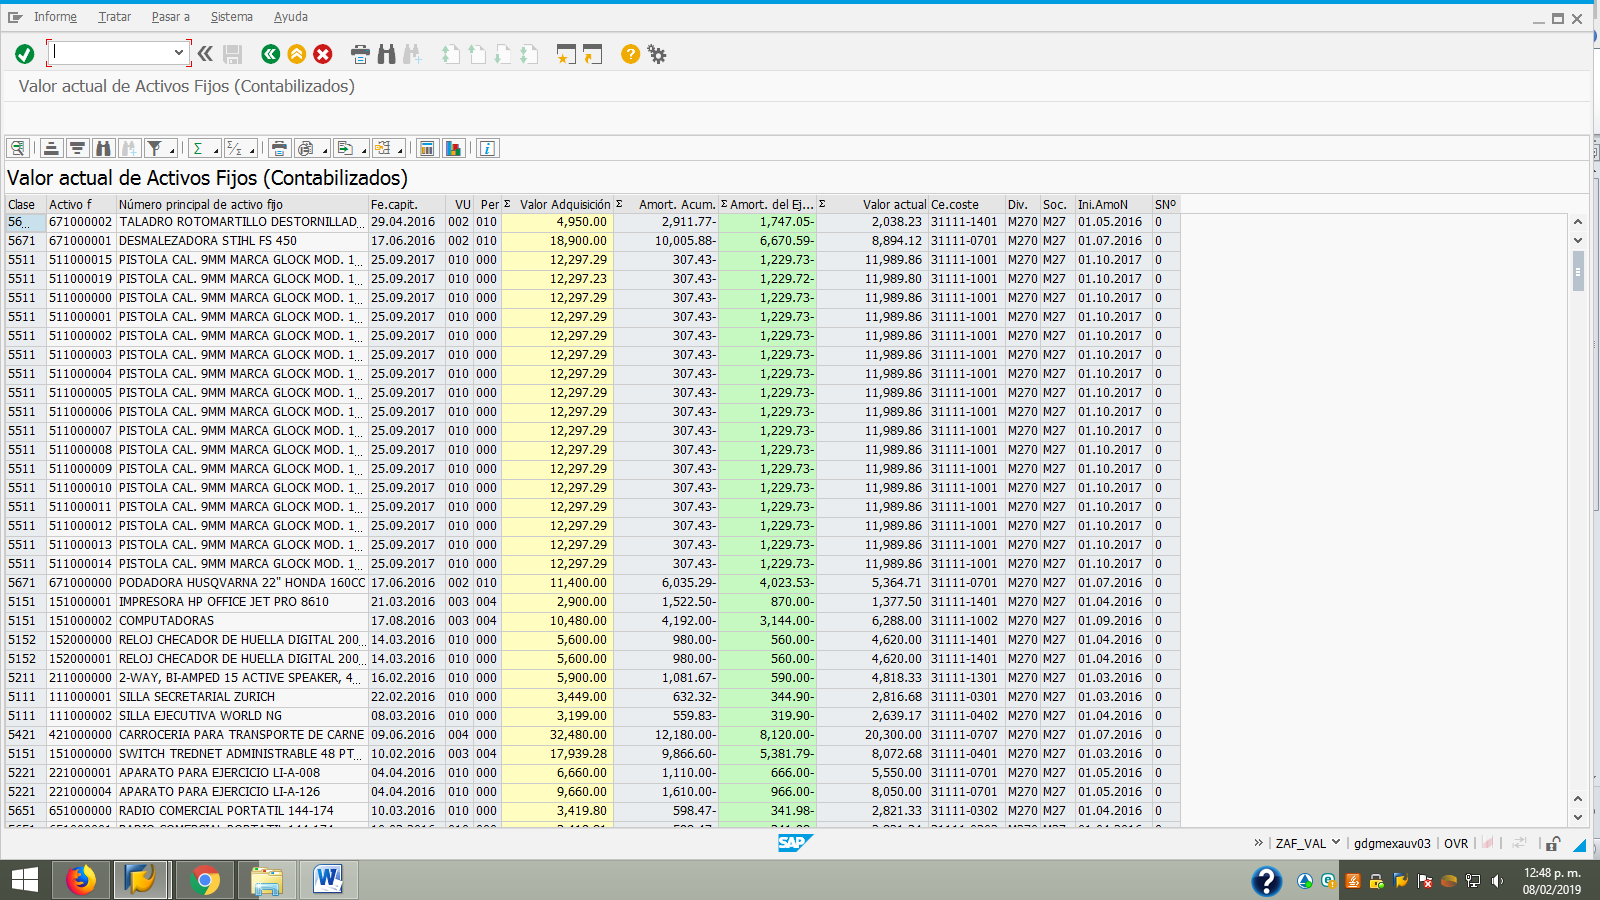 Informe Tratar Pasar a Sistema Ayuda
Valor actual de Activos Fijos (Contabilizados)
Valor actual de Activos Fijos (Contabilizados)
Clase Activo f Número principal de activo fijo Fe.capit. VU Per Σ Valor Adquisición Σ Amort. Acum. Σ Amort. del Ej... Σ Valor actual Ce.coste Div. Soc. Ini.AmoN SNº
56... 671000002 TALADRO ROTOMARTILLO DESTORNILLAD... 29.04.2016 002 010 4,950.00 2,911.77- 1,747.05- 2,038.23 31111-1401 M270 M27 01.05.2016 0
5671 671000001 DESMALEZADORA STIHL FS 450 17.06.2016 002 010 18,900.00 10,005.88- 6,670.59- 8,894.12 31111-0701 M270 M27 01.07.2016 0
5511 511000015 PISTOLA CAL. 9MM MARCA GLOCK MOD. 1... 25.09.2017 010 000 12,297.29 307.43- 1,229.73- 11,989.86 31111-1001 M270 M27 01.10.2017 0
5511 511000019 PISTOLA CAL. 9MM MARCA GLOCK MOD. 1... 25.09.2017 010 000 12,297.23 307.43- 1,229.72- 11,989.80 31111-1001 M270 M27 01.10.2017 0
5511 511000000 PISTOLA CAL. 9MM MARCA GLOCK MOD. 1... 25.09.2017 010 000 12,297.29 307.43- 1,229.73- 11,989.86 31111-1001 M270 M27 01.10.2017 0
5511 511000001 PISTOLA CAL. 9MM MARCA GLOCK MOD. 1... 25.09.2017 010 000 12,297.29 307.43- 1,229.73- 11,989.86 31111-1001 M270 M27 01.10.2017 0
5511 511000002 PISTOLA CAL. 9MM MARCA GLOCK MOD. 1... 25.09.2017 010 000 12,297.29 307.43- 1,229.73- 11,989.86 31111-1001 M270 M27 01.10.2017 0
5511 511000003 PISTOLA CAL. 9MM MARCA GLOCK MOD. 1... 25.09.2017 010 000 12,297.29 307.43- 1,229.73- 11,989.86 31111-1001 M270 M27 01.10.2017 0
5511 511000004 PISTOLA CAL. 9MM MARCA GLOCK MOD. 1... 25.09.2017 010 000 12,297.29 307.43- 1,229.73- 11,989.86 31111-1001 M270 M27 01.10.2017 0
5511 511000005 PISTOLA CAL. 9MM MARCA GLOCK MOD. 1... 25.09.2017 010 000 12,297.29 307.43- 1,229.73- 11,989.86 31111-1001 M270 M27 01.10.2017 0
5511 511000006 PISTOLA CAL. 9MM MARCA GLOCK MOD. 1... 25.09.2017 010 000 12,297.29 307.43- 1,229.73- 11,989.86 31111-1001 M270 M27 01.10.2017 0
5511 511000007 PISTOLA CAL. 9MM MARCA GLOCK MOD. 1... 25.09.2017 010 000 12,297.29 307.43- 1,229.73- 11,989.86 31111-1001 M270 M27 01.10.2017 0
5511 511000008 PISTOLA CAL. 9MM MARCA GLOCK MOD. 1... 25.09.2017 010 000 12,297.29 307.43- 1,229.73- 11,989.86 31111-1001 M270 M27 01.10.2017 0
5511 511000009 PISTOLA CAL. 9MM MARCA GLOCK MOD. 1... 25.09.2017 010 000 12,297.29 307.43- 1,229.73- 11,989.86 31111-1001 M270 M27 01.10.2017 0
5511 511000010 PISTOLA CAL. 9MM MARCA GLOCK MOD. 1... 25.09.2017 010 000 12,297.29 307.43- 1,229.73- 11,989.86 31111-1001 M270 M27 01.10.2017 0
5511 511000011 PISTOLA CAL. 9MM MARCA GLOCK MOD. 1... 25.09.2017 010 000 12,297.29 307.43- 1,229.73- 11,989.86 31111-1001 M270 M27 01.10.2017 0
5511 511000012 PISTOLA CAL. 9MM MARCA GLOCK MOD. 1... 25.09.2017 010 000 12,297.29 307.43- 1,229.73- 11,989.86 31111-1001 M270 M27 01.10.2017 0
5511 511000013 PISTOLA CAL. 9MM MARCA GLOCK MOD. 1... 25.09.2017 010 000 12,297.29 307.43- 1,229.73- 11,989.86 31111-1001 M270 M27 01.10.2017 0
5511 511000014 PISTOLA CAL. 9MM MARCA GLOCK MOD. 1... 25.09.2017 010 000 12,297.29 307.43- 1,229.73- 11,989.86 31111-1001 M270 M27 01.10.2017 0
5671 671000000 PODADORA HUSQVARNA 22" HONDA 160CC 17.06.2016 002 010 11,400.00 6,035.29- 4,023.53- 5,364.71 31111-0701 M270 M27 01.07.2016 0
5151 151000001 IMPRESORA HP OFFICE JET PRO 8610 21.03.2016 003 004 2,900.00 1,522.50- 870.00- 1,377.50 31111-1401 M270 M27 01.04.2016 0
5151 151000002 COMPUTADORAS 17.08.2016 003 004 10,480.00 4,192.00- 3,144.00- 6,288.00 31111-1002 M270 M27 01.09.2016 0
5152 152000000 RELOJ CHECADOR DE HUELLA DIGITAL 200... 14.03.2016 010 000 5,600.00 980.00- 560.00- 4,620.00 31111-1401 M270 M27 01.04.2016 0
5152 152000001 RELOJ CHECADOR DE HUELLA DIGITAL 200... 14.03.2016 010 000 5,600.00 980.00- 560.00- 4,620.00 31111-1401 M270 M27 01.04.2016 0
5211 211000000 2-WAY, BI-AMPED 15 ACTIVE SPEAKER, 4... 16.02.2016 010 000 5,900.00 1,081.67- 590.00- 4,818.33 31111-1301 M270 M27 01.03.2016 0
5111 111000001 SILLA SECRETARIAL ZURICH 22.02.2016 010 000 3,449.00 632.32- 344.90- 2,816.68 31111-0301 M270 M27 01.03.2016 0
5111 111000002 SILLA EJECUTIVA WORLD NG 08.03.2016 010 000 3,199.00 559.83- 319.90- 2,639.17 31111-0402 M270 M27 01.04.2016 0
5421 421000000 CARROCERIA PARA TRANSPORTE DE CARNE 09.06.2016 004 000 32,480.00 12,180.00- 8,120.00- 20,300.00 31111-0707 M270 M27 01.07.2016 0
5151 151000000 SWITCH TREDNET ADMINISTRABLE 48 PT... 10.02.2016 003 004 17,939.28 9,866.60- 5,381.79- 8,072.68 31111-0401 M270 M27 01.03.2016 0
5221 221000001 APARATO PARA EJERCICIO LI-A-008 04.04.2016 010 000 6,660.00 1,110.00- 666.00- 5,550.00 31111-0701 M270 M27 01.05.2016 0
5221 221000004 APARATO PARA EJERCICIO LI-A-126 04.04.2016 010 000 9,660.00 1,610.00- 966.00- 8,050.00 31111-0701 M270 M27 01.05.2016 0
5651 651000000 RADIO COMERCIAL PORTATIL 144-174 10.03.2016 010 000 3,419.80 598.47- 341.98- 2,821.33 31111-0302 M270 M27 01.04.2016 0
SAP
ZAF_VAL gdgmexauv03 OVR
12:48 p. m.
08/02/2019